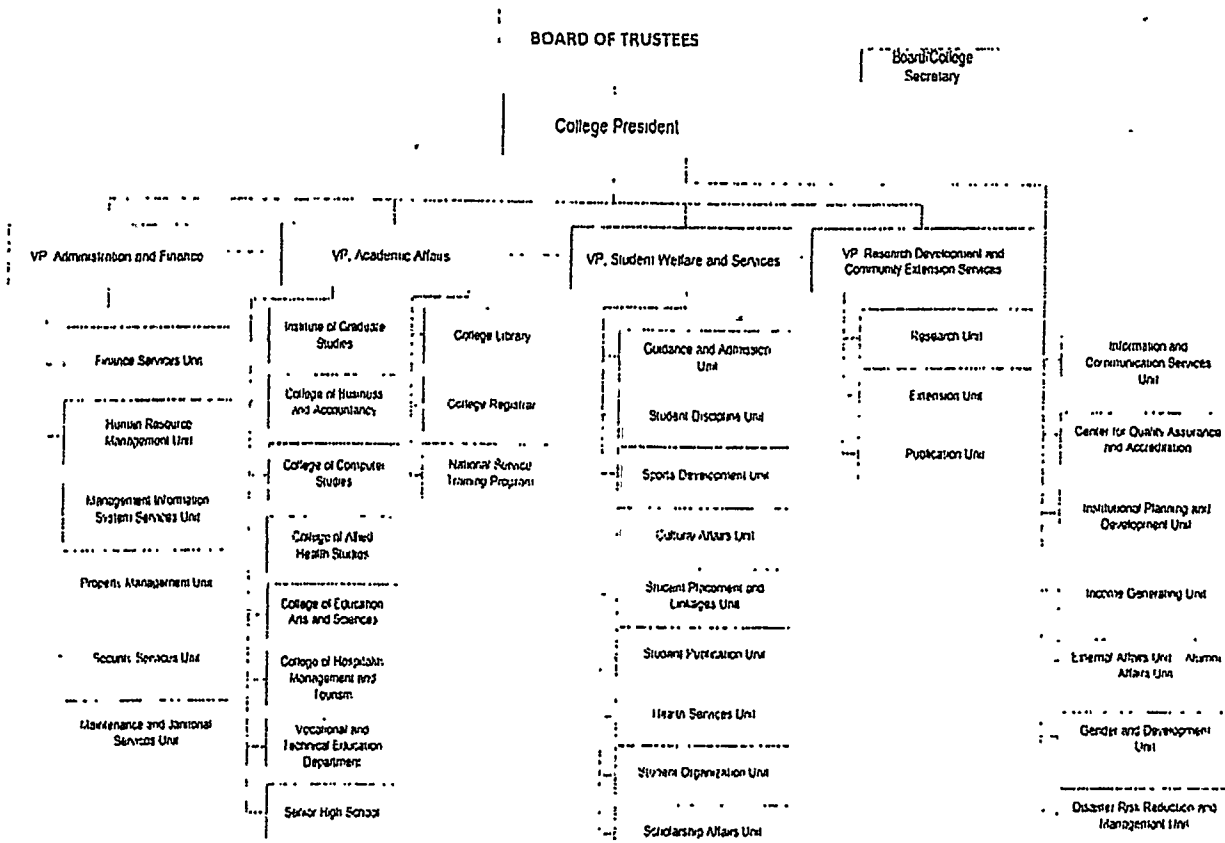 BOARD OF TRUSTEES
Board/College
Secretary
College President
VP, Administration and Finance
VP, Academic Affairs
VP, Student Welfare and Services
VP, Research Development and
Community Extension Services
Finance Services Unit
Human Resource
Management Unit
Management Information
System Services Unit
Property Management Unit
Security Services Unit
Maintenance and Janitorial
Services Unit
Institute of Graduate
Studies
College of Business
and Accountancy
College of Computer
Studies
College of Allied
Health Studies
College of Education
Arts and Sciences
College of Hospitality
Management and
Tourism
Vocational and
Technical Education
Department
Senior High School
College Library
College Registrar
National Service
Training Program
Guidance and Admission
Unit
Student Discipline Unit
Sports Development Unit
Cultural Affairs Unit
Student Placement and
Linkages Unit
Student Publication Unit
Health Services Unit
Student Organization Unit
Scholarship Affairs Unit
Research Unit
Extension Unit
Publication Unit
Information and
Communication Services
Unit
Center for Quality Assurance
and Accreditation
Institutional Planning and
Development Unit
Income Generating Unit
External Affairs Unit Alumni
Affairs Unit
Gender and Development
Unit
Disaster Risk Reduction and
Management Unit